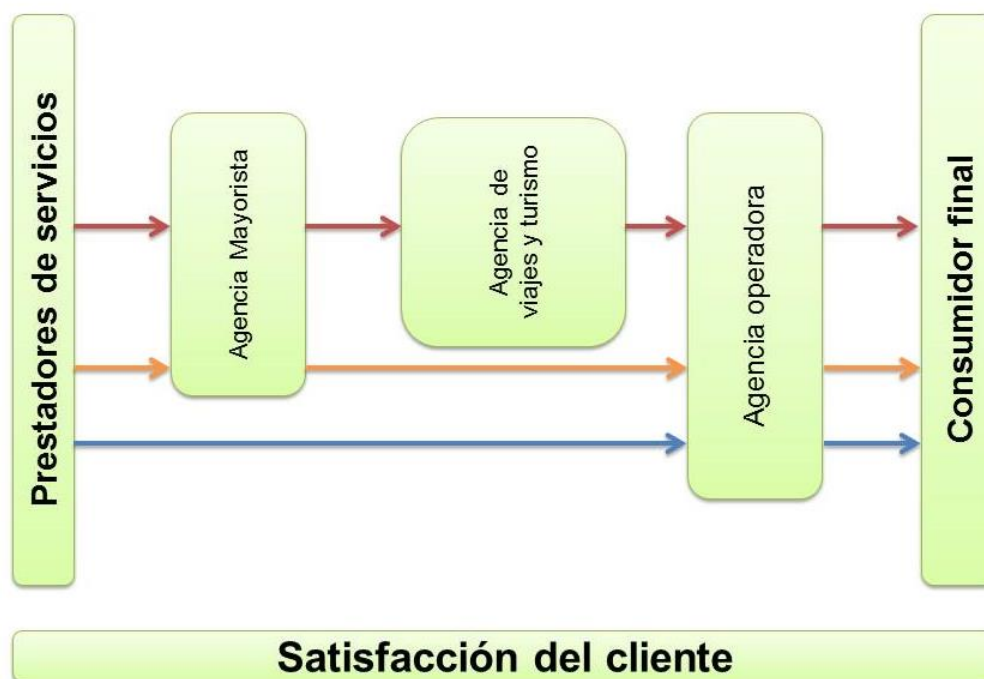 Prestadores de servicios
Agencia Mayorista
Agencia de
viajes y turismo
Agencia operadora
Consumidor final
Satisfacción del cliente